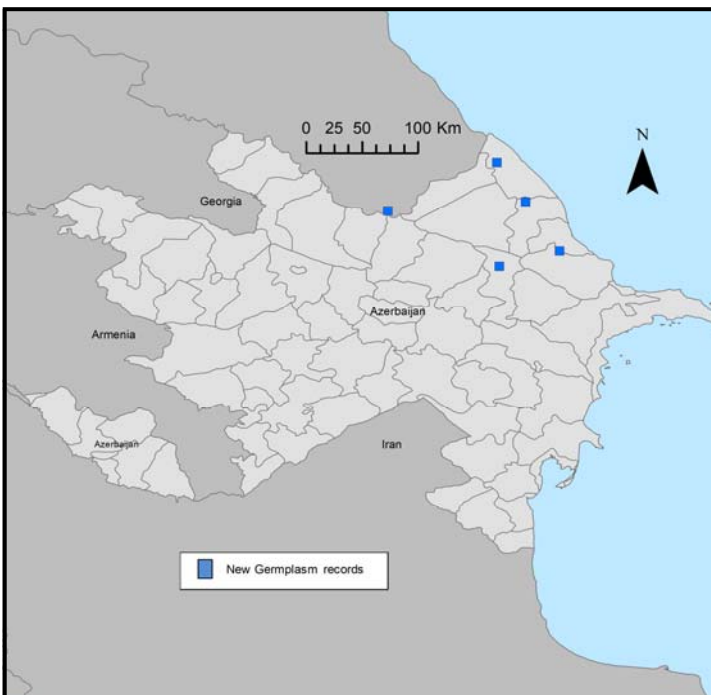 0 25 50 100 Km
N
Georgia
Azerbaijan
Armenia
Azerbaijan
Iran
New Germplasm records